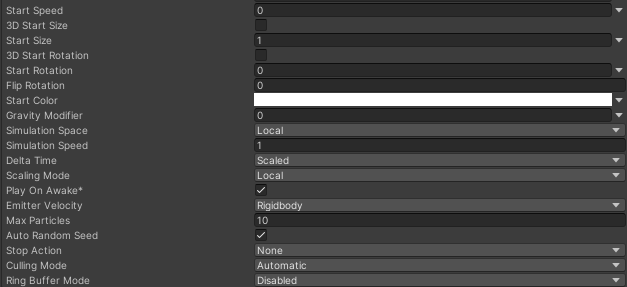 Start Speed 0
3D Start Size
Start Size 1
3D Start Rotation
Start Rotation 0
Flip Rotation 0
Start Color
Gravity Modifier 0
Simulation Space Local
Simulation Speed 1
Delta Time Scaled
Scaling Mode Local
Play On Awake*
Emitter Velocity Rigidbody
Max Particles 10
Auto Random Seed
Stop Action None
Culling Mode Automatic
Ring Buffer Mode Disabled